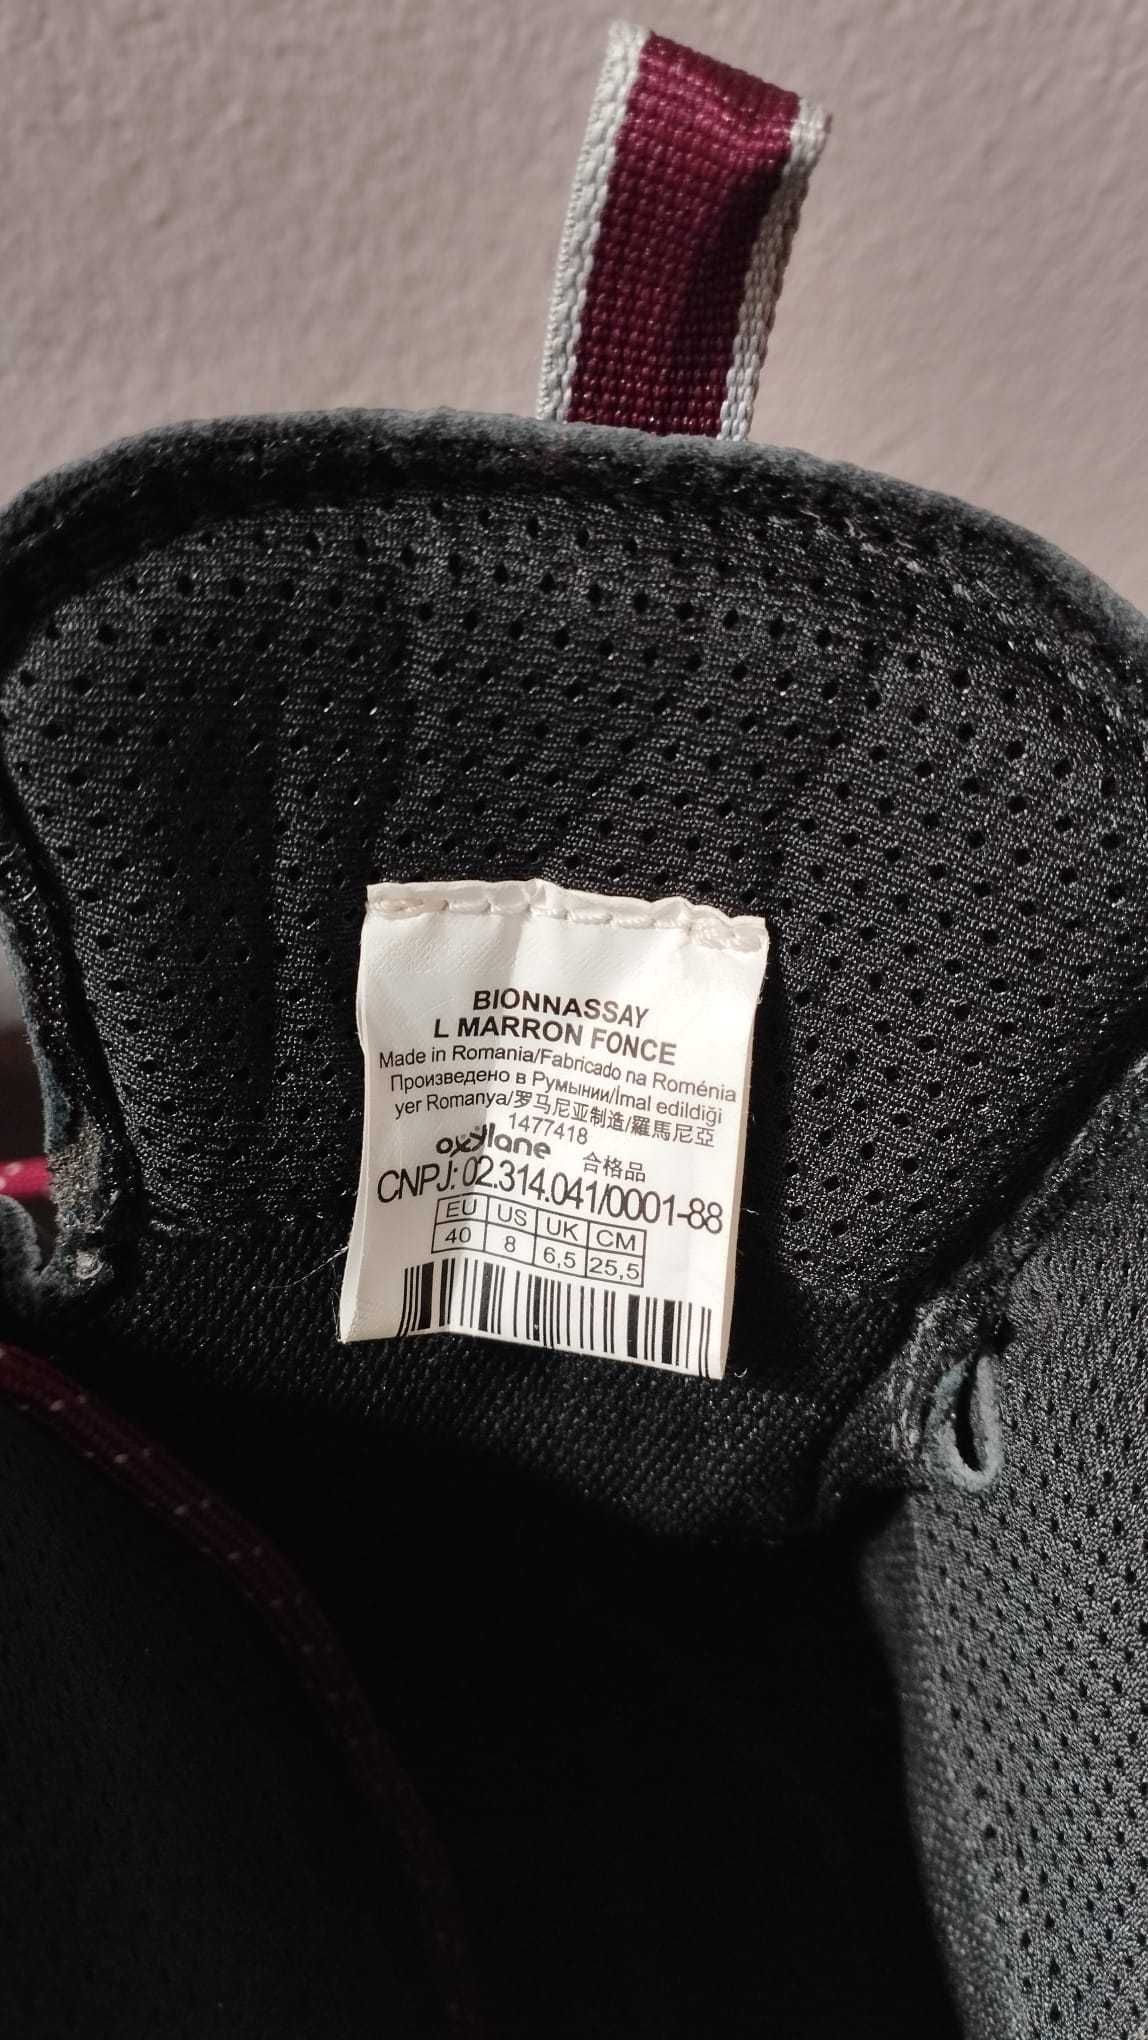 BIONNASSAY
L MARRON FONCE
Made in Romania/Fabricado na Roménia
Произведено в Румынии/İmal edildiği
yer Romanya/罗马尼亚制造/羅馬尼亞
1477418
oxylane 合格品
CNPJ: 02.314.041/0001-88
EU US UK CM
40 8 6,5 25,5